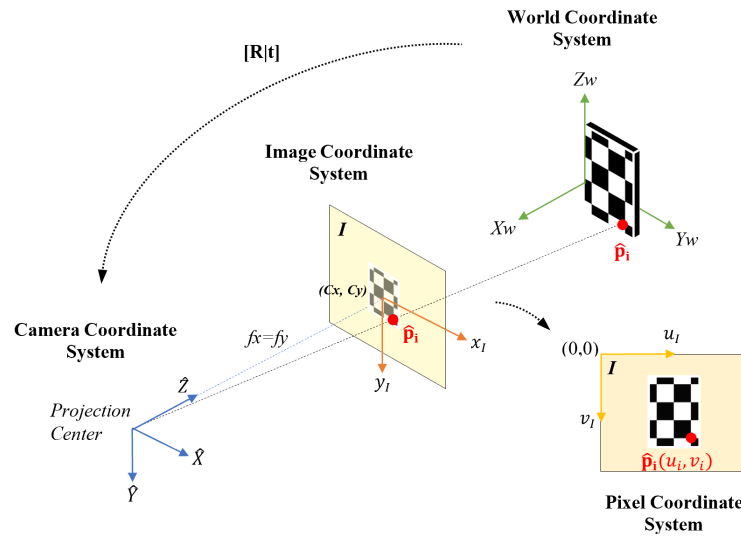 World Coordinate
System
[R|t]
Zw
Image Coordinate
System
I
Xw
Yw
p̂i
(Cx, Cy)
Camera Coordinate
System
fx=fy
p̂i
xI
yI
Ẑ
Projection
Center
X̂
Ŷ
(0,0)
uI
I
vI
p̂i(ui, vi)
Pixel Coordinate
System